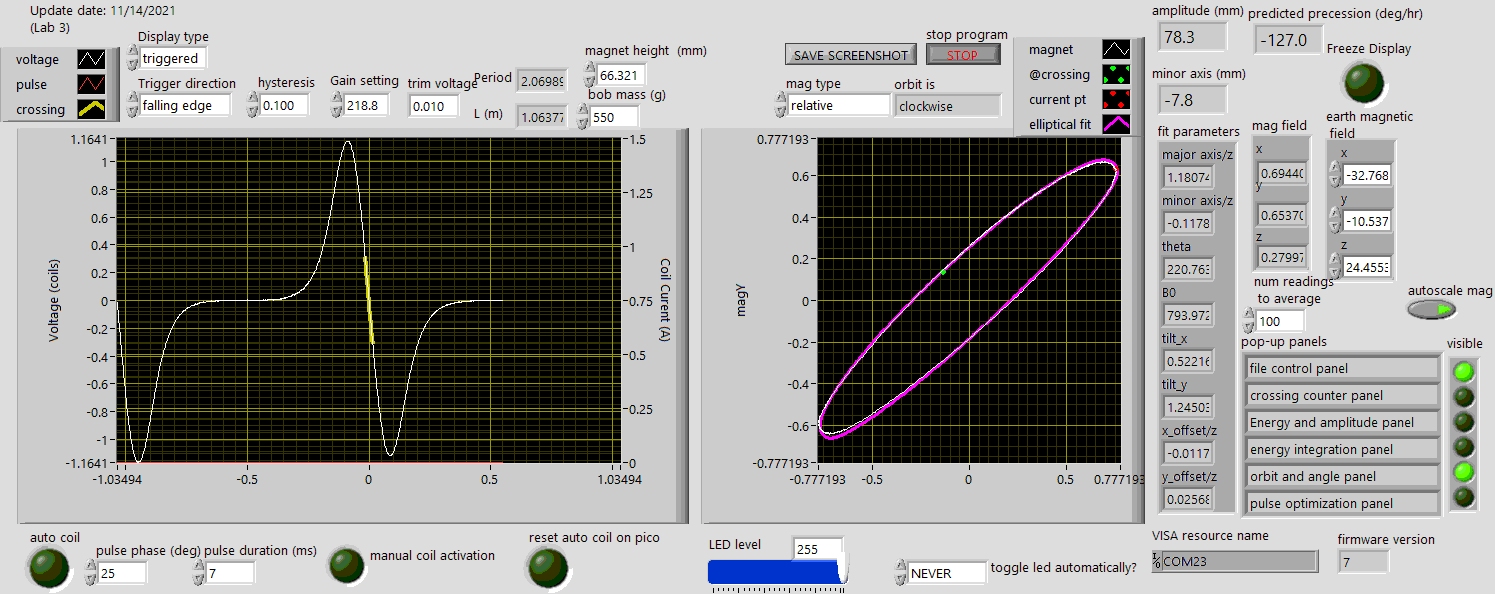 Update date: 11/14/2021
(Lab 3)
voltage
pulse
crossing
Display type
triggered
Trigger direction
falling edge
hysteresis
0.100
Gain setting
218.8
trim voltage
0.010
Period
2.0698
L (m)
1.0637
magnet height (mm)
66.321
bob mass (g)
550
SAVE SCREENSHOT
stop program
STOP
mag type
relative
orbit is
clockwise
magnet
@crossing
current pt
elliptical fit
amplitude (mm)
78.3
predicted precession (deg/hr)
-127.0
minor axis (mm)
-7.8
Freeze Display
Voltage (coils)
1.1641
1
0.8
0.6
0.4
0.2
0
-0.2
-0.4
-0.6
-0.8
-1
-1.1641
1.5
1.25
1
0.75
0.5
0.25
0
Coil Current (A)
-1.03494
-0.5
0
0.5
1.03494
magy
0.777193
0.6
0.4
0.2
0
-0.2
-0.4
-0.6
-0.777193
-0.777193
-0.5
0
0.5
0.777193
fit parameters
major axis/z
1.18074
minor axis/z
-0.1178
theta
220.76
B0
793.972
tilt_x
0.52216
tilt_y
1.2450
x_offset/z
-0.0117
y_offset/z
0.02568
mag field
x
0.6944
y
0.6537
z
0.2799
earth magnetic
field
x
-32.768
y
-10.537
z
24.455
num readings
to average
100
autoscale mag
pop-up panels
visible
file control panel
crossing counter panel
Energy and amplitude panel
energy integration panel
orbit and angle panel
pulse optimization panel
auto coil
pulse phase (deg)
25
pulse duration (ms)
7
manual coil activation
reset auto coil on pico
LED level
255
NEVER
toggle led automatically?
VISA resource name
COM23
firmware version
7